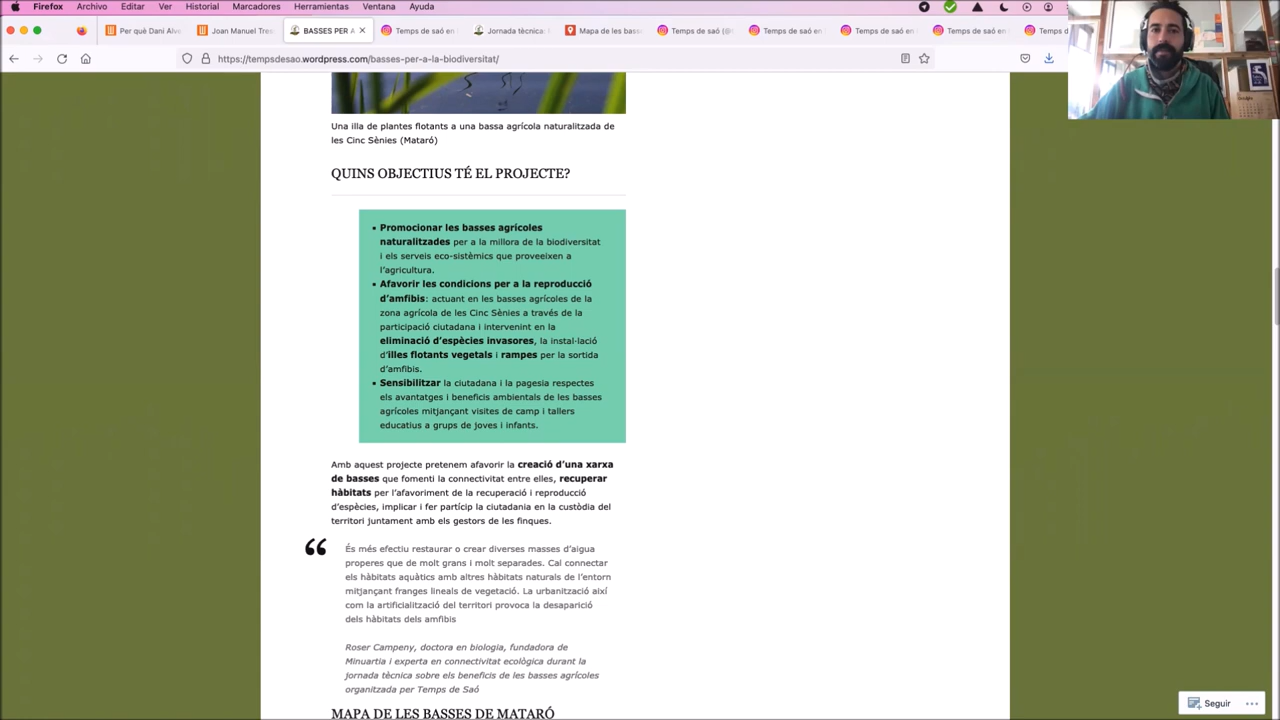 Firefox Archivo Editar Ver Historial Marcadores Herramientas Ventana Ayuda
Per què Dani Alve
Joan Manuel Tres
BASSES PER A
Temps de saó en
Jornada tècnica:
Mapa de les bass
Temps de saó
Temps de saó en
Temps de saó en
Temps de saó en
Temps d
https://tempsdesao.wordpress.com/basses-per-a-la-biodiversitat/
Una illa de plantes flotants a una bassa agrícola naturalitzada de
les Cinc Sènies (Mataró)
QUINS OBJECTIUS TÉ EL PROJECTE?
▪ Promocionar les basses agrícoles
naturalitzades per a la millora de la biodiversitat
i els serveis eco-sistèmics que proveeixen a
l'agricultura.
▪ Afavorir les condicions per a la reproducció
d'amfibis: actuant en les basses agrícoles de la
zona agrícola de les Cinc Sènies a través de la
participació ciutadana i intervenint en la
eliminació d'espècies invasores, la instal·lació
d'illes flotants vegetals i rampes per la sortida
d'amfibis.
▪ Sensibilitzar la ciutadana i la pagesia respectes
els avantatges i beneficis ambientals de les basses
agrícoles mitjançant visites de camp i tallers
educatius a grups de joves i infants.
Amb aquest projecte pretenem afavorir la creació d'una xarxa
de basses que fomenti la connectivitat entre elles, recuperar
hàbitats per l'afavoriment de la recuperació i reproducció
d'espècies, implicar i fer partícip la ciutadania en la custòdia del
territori juntament amb els gestors de les finques.
“ És més efectiu restaurar o crear diverses masses d'aigua
properes que de molt grans i molt separades. Cal connectar
els hàbitats aquàtics amb altres hàbitats naturals de l'entorn
mitjançant franges lineals de vegetació. La urbanització així
com la artificialització del territori provoca la desaparició
dels hàbitats dels amfibis
Roser Campeny, doctora en biologia, fundadora de
Minuartia i experta en connectivitat ecològica durant la
jornada tècnica sobre els beneficis de les basses agrícoles
organitzada per Temps de Saó
MAPA DE LES BASSES DE MATARÓ
Seguir